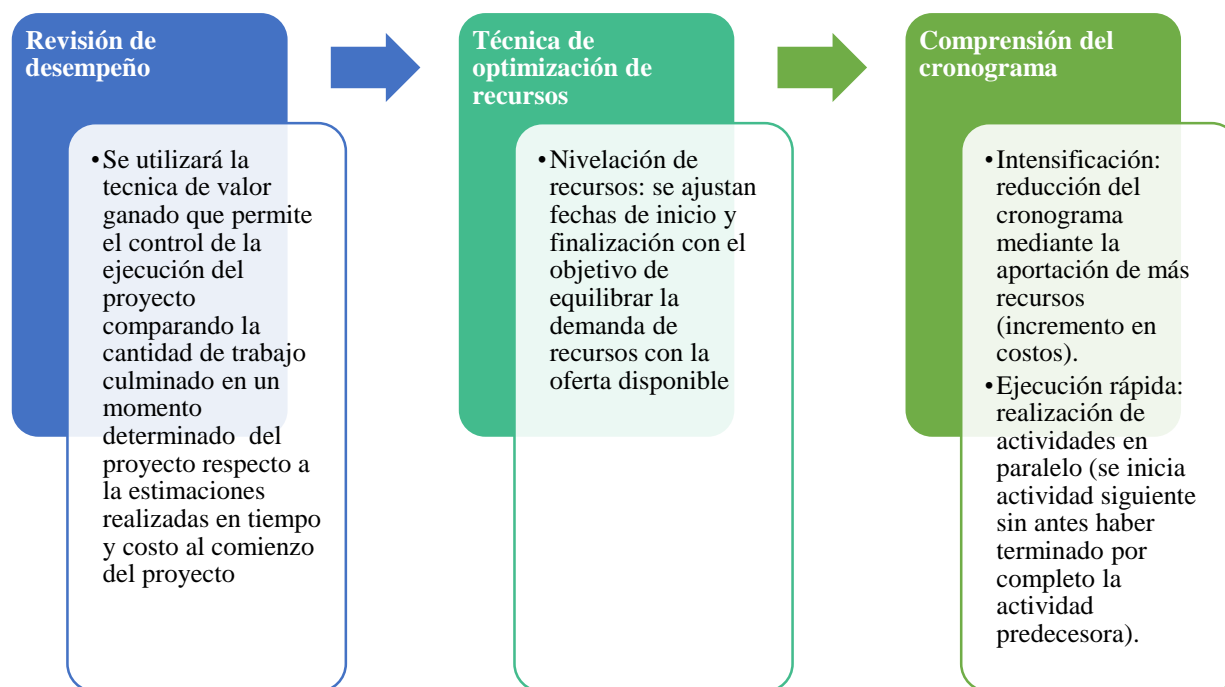 Revisión de
desempeño
•Se utilizará la
tecnica de valor
ganado que permite
el control de la
ejecución del
proyecto
comparando la
cantidad de trabajo
culminado en un
momento
determinado  del
proyecto respecto a
la estimaciones
realizadas en tiempo
y costo al comienzo
del proyecto
Técnica de
optimización de
recursos
•Nivelación de
recursos: se ajustan
fechas de inicio y
finalización con el
objetivo de
equilibrar la
demanda de
recursos con la
oferta disponible
Comprensión del
cronograma
•Intensificación:
reducción del
cronograma
mediante la
aportación de más
recursos
(incremento en
costos).
•Ejecución rápida:
realización de
actividades en
paralelo (se inicia
actividad siguiente
sin antes haber
terminado por
completo la
actividad
predecesora).